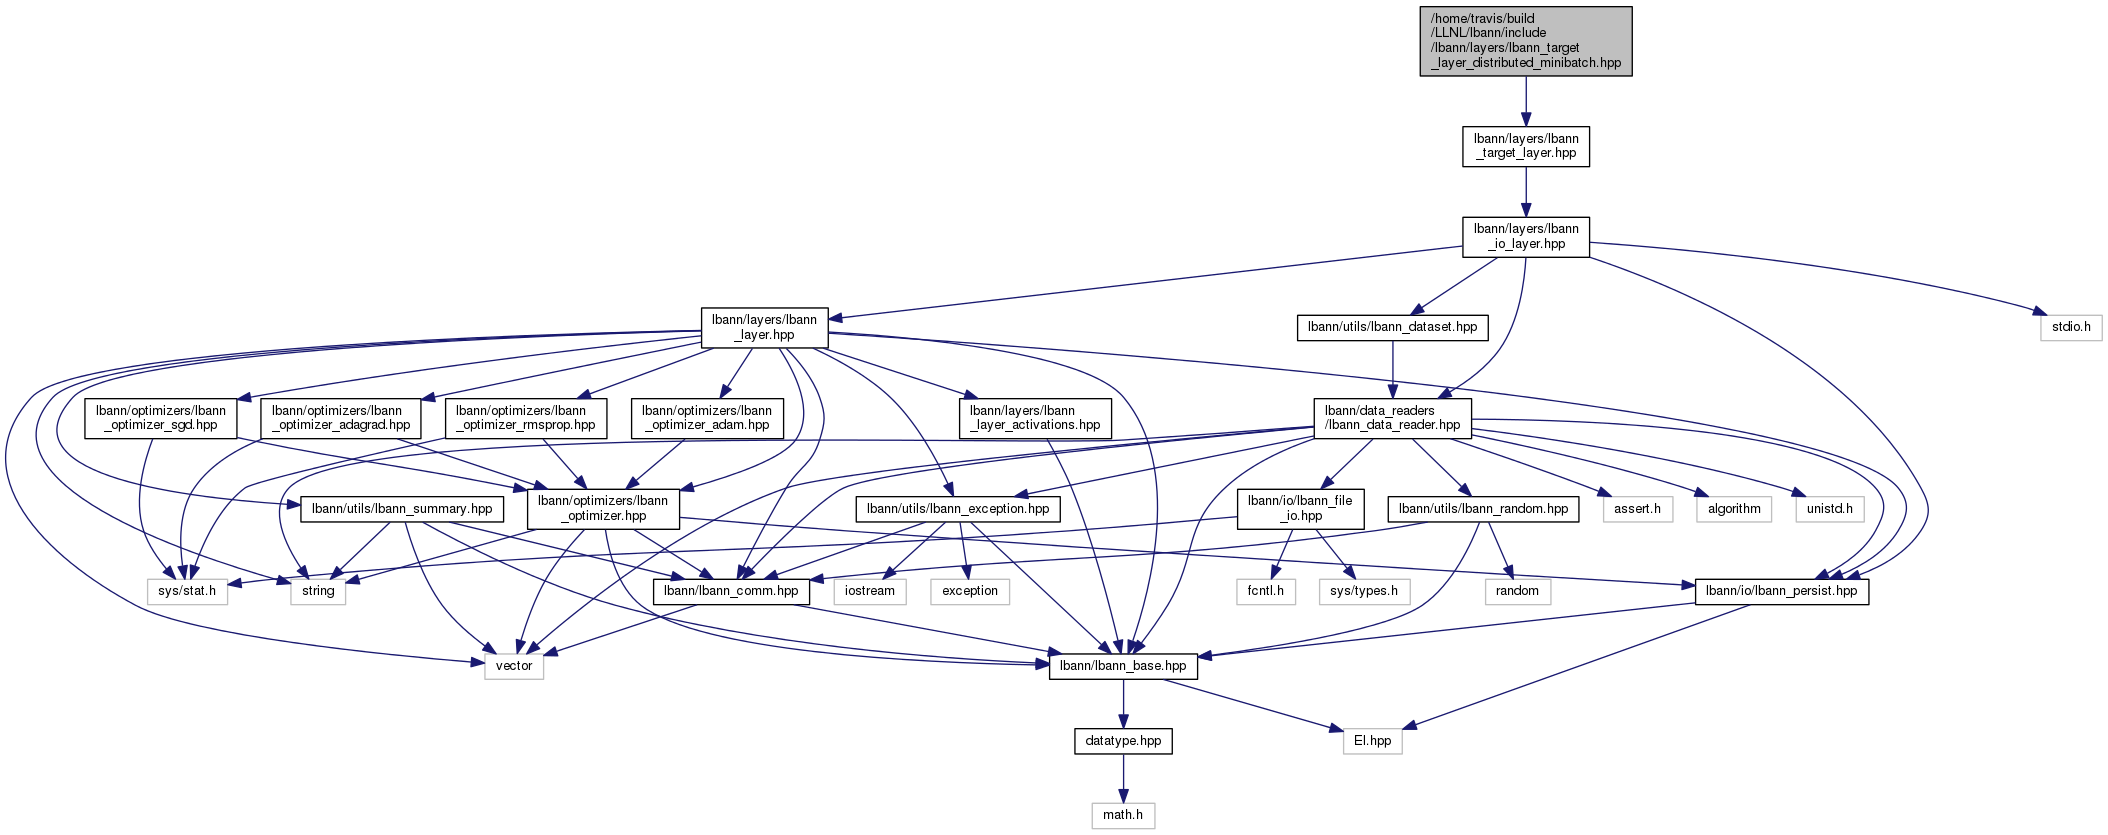 /home/travis/build
/LLNL/lbann/include
/lbann/layers/lbann_target
_layer_distributed_minibatch.hpp
lbann/layers/lbann
_target_layer.hpp
lbann/layers/lbann
_io_layer.hpp
lbann/layers/lbann
_layer.hpp
lbann/utils/lbann_dataset.hpp
stdio.h
lbann/optimizers/lbann
_optimizer_sgd.hpp
lbann/optimizers/lbann
_optimizer_adagrad.hpp
lbann/optimizers/lbann
_optimizer_rmsprop.hpp
lbann/optimizers/lbann
_optimizer_adam.hpp
lbann/layers/lbann
_layer_activations.hpp
lbann/data_readers
/lbann_data_reader.hpp
lbann/utils/lbann_summary.hpp
lbann/optimizers/lbann
_optimizer.hpp
lbann/utils/lbann_exception.hpp
lbann/io/lbann_file
_io.hpp
lbann/utils/lbann_random.hpp
assert.h
algorithm
unistd.h
sys/stat.h
string
lbann/lbann_comm.hpp
iostream
exception
fcntl.h
sys/types.h
random
lbann/io/lbann_persist.hpp
vector
lbann/lbann_base.hpp
datatype.hpp
El.hpp
math.h